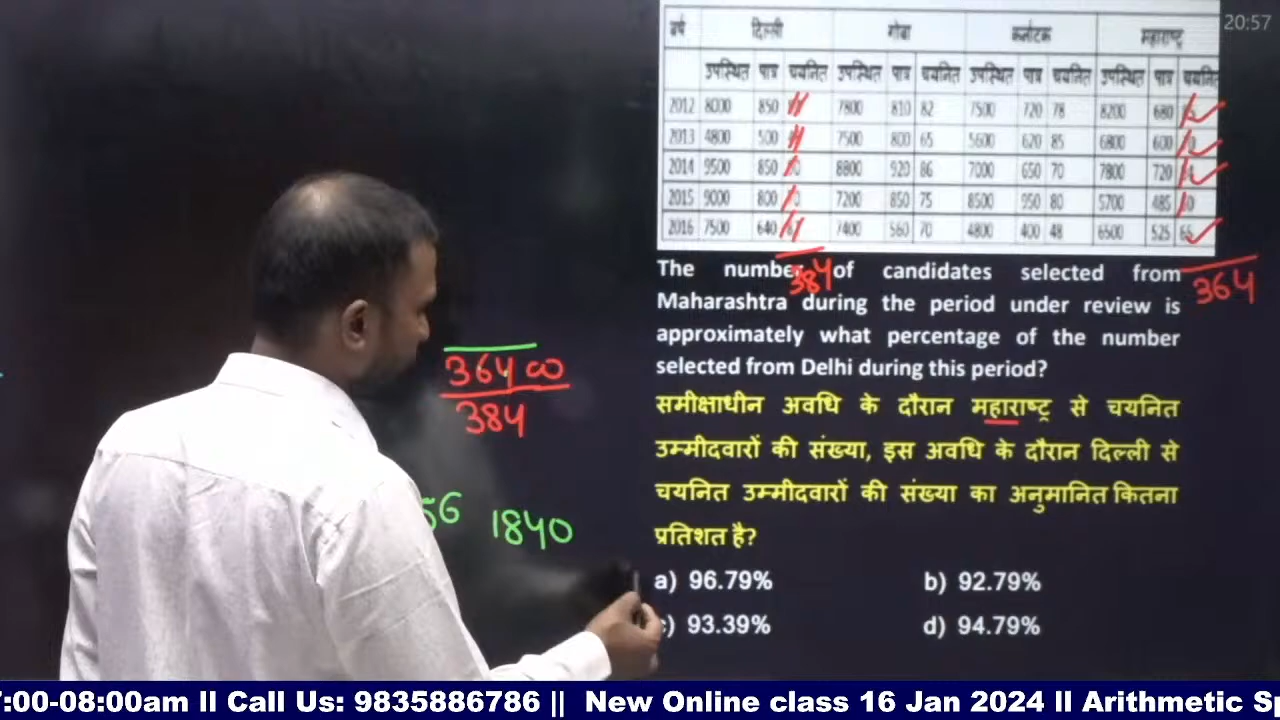 20:57
वर्ष दिल्ली गोवा कर्नाटक महाराष्ट्र
उपस्थित पात्र चयनित उपस्थित पात्र चयनित उपस्थित पात्र चयनित उपस्थित पात्र चयनित
2012 8000 850 7800 810 82 7500 720 78 8200 680
2013 4800 500 7500 800 65 5600 620 85 6800 600
2014 9500 850 8800 920 86 7000 650 70 7800 720
2015 9000 800 7200 850 75 8500 950 80 5700 485
2016 7500 640 7400 560 70 4800 400 48 6500 525
384
364
The number of candidates selected from
Maharashtra during the period under review is
approximately what percentage of the number
selected from Delhi during this period?
समीक्षाधीन अवधि के दौरान महाराष्ट्र से चयनित
उम्मीदवारों की संख्या, इस अवधि के दौरान दिल्ली से
चयनित उम्मीदवारों की संख्या का अनुमानित कितना
प्रतिशत है?
a) 96.79% b) 92.79%
c) 93.39% d) 94.79%
36400
384
56 1840
7:00-08:00am ll Call Us: 9835886786 || New Online class 16 Jan 2024 ll Arithmetic Sp